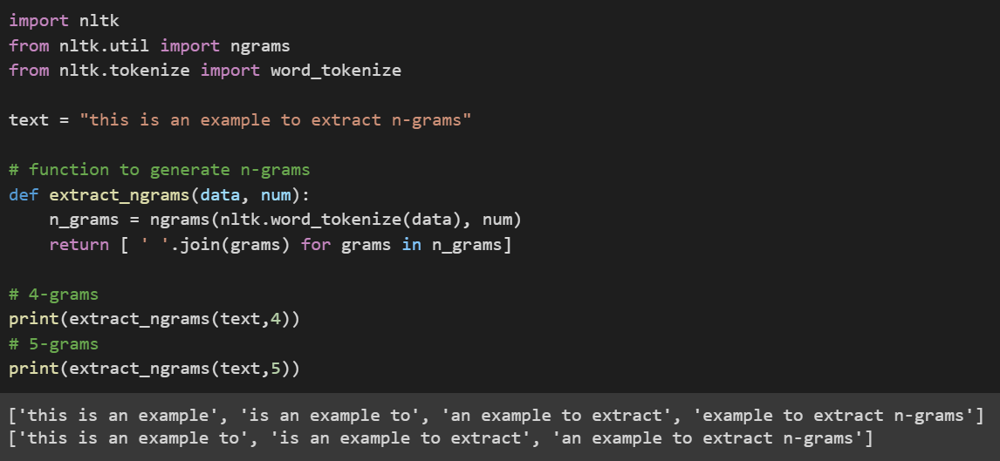 import nltk
from nltk.util import ngrams
from nltk.tokenize import word_tokenize
text = "this is an example to extract n-grams"
# function to generate n-grams
def extract_ngrams(data, num):
    n_grams = ngrams(nltk.word_tokenize(data), num)
    return [ ' '.join(grams) for grams in n_grams]
# 4-grams
print(extract_ngrams(text,4))
# 5-grams
print(extract_ngrams(text,5))
['this is an example', 'is an example to', 'an example to extract', 'example to extract n-grams']
['this is an example to', 'is an example to extract', 'an example to extract n-grams']